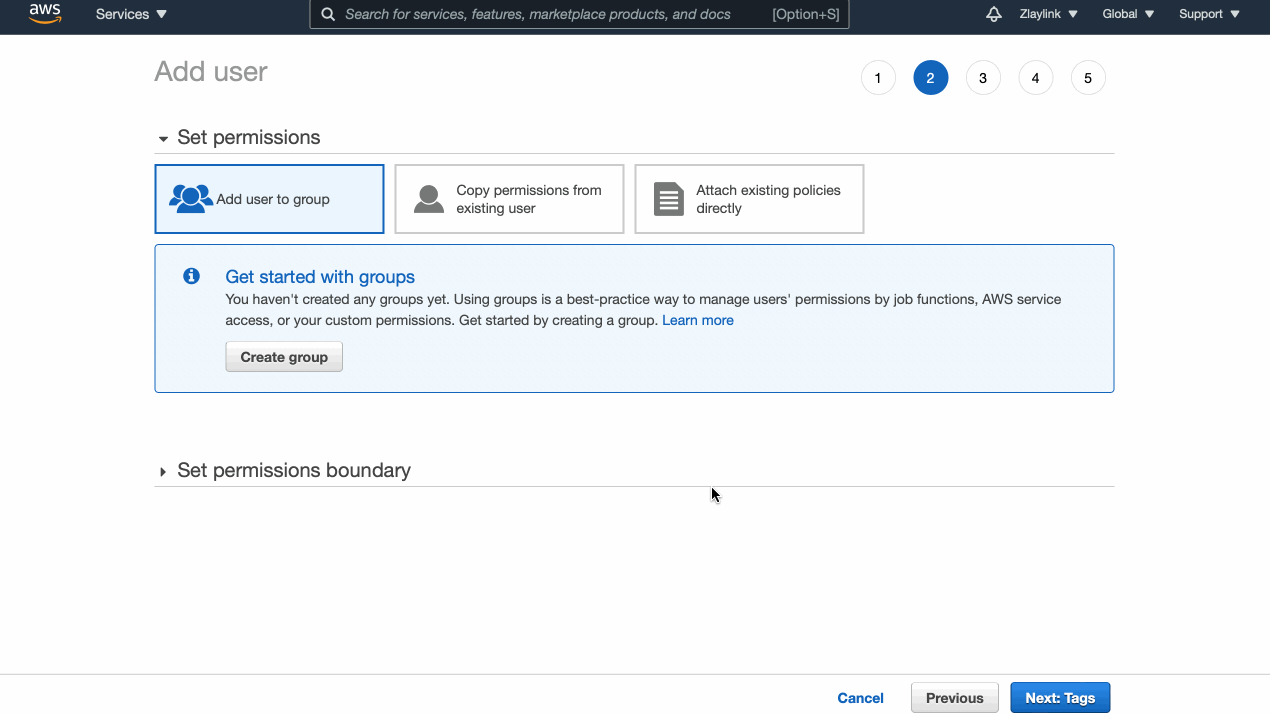 aws Services Search for services, features, marketplace products, and docs [Option+S] Zlaylink Global Support
Add user 1 2 3 4 5
Set permissions
Add user to group
Copy permissions from
existing user
Attach existing policies
directly
Get started with groups
You haven't created any groups yet. Using groups is a best-practice way to manage users' permissions by job functions, AWS service
access, or your custom permissions. Get started by creating a group. Learn more
Create group
Set permissions boundary
Cancel Previous Next: Tags